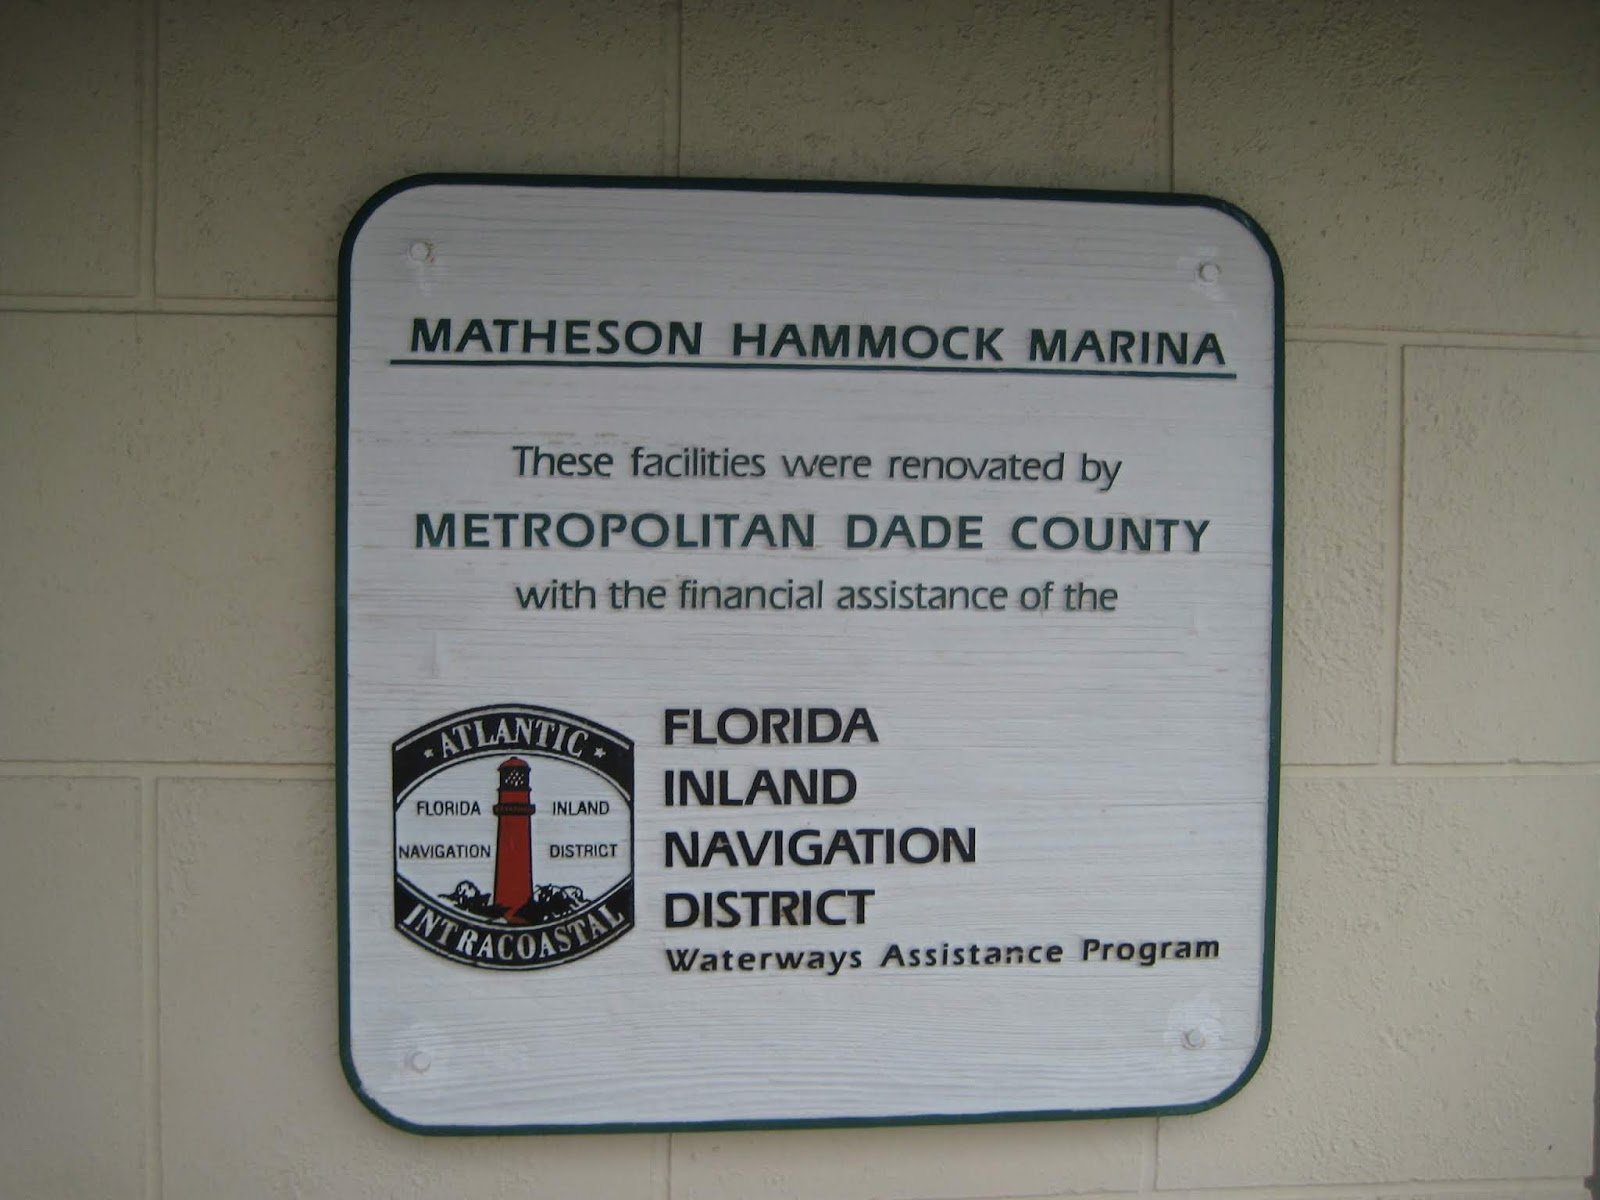 MATHESON HAMMOCK MARINA
These facilities were renovated by
METROPOLITAN DADE COUNTY
with the financial assistance of the
ATLANTIC
FLORIDA INLAND
NAVIGATION DISTRICT
INTRACOASTAL
FLORIDA
INLAND
NAVIGATION
DISTRICT
Waterways Assistance Program